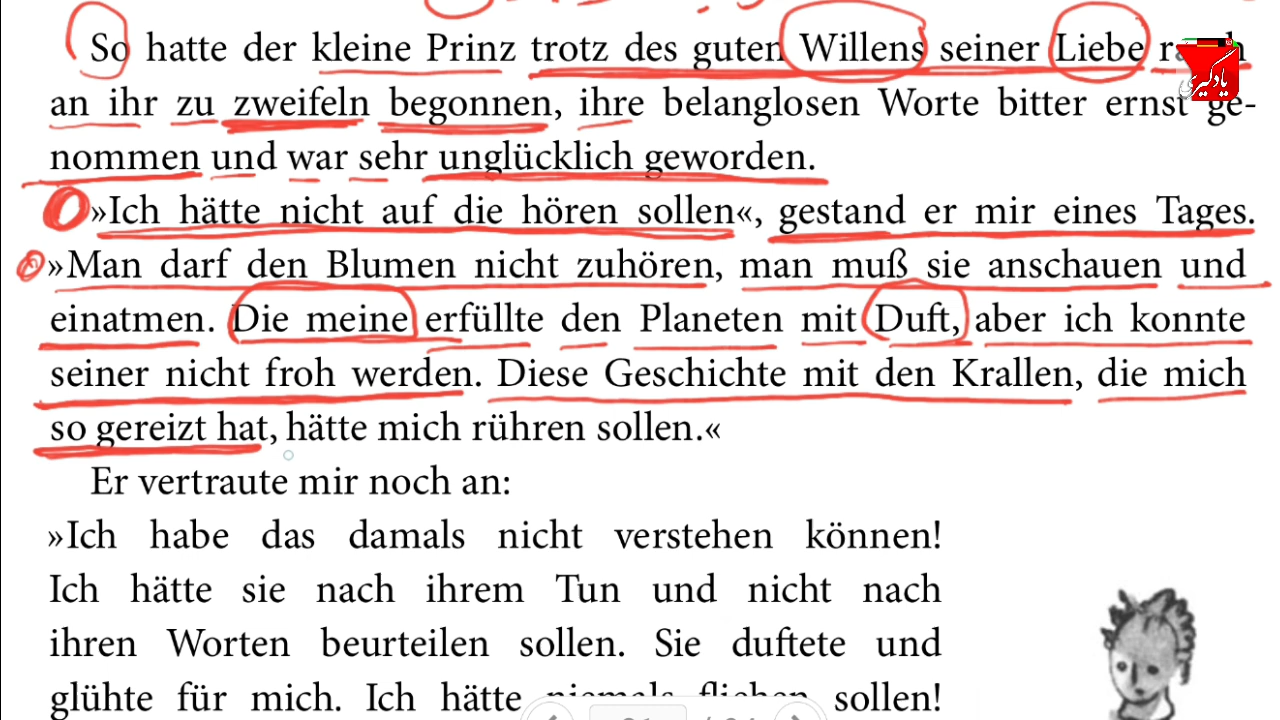 So hatte der kleine Prinz trotz des guten Willens seiner Liebe rasch
an ihr zu zweifeln begonnen, ihre belanglosen Worte bitter ernst ge-
nommen und war sehr unglücklich geworden.
»Ich hätte nicht auf die hören sollen«, gestand er mir eines Tages.
»Man darf den Blumen nicht zuhören, man muß sie anschauen und
einatmen. Die meine erfüllte den Planeten mit Duft, aber ich konnte
seiner nicht froh werden. Diese Geschichte mit den Krallen, die mich
so gereizt hat, hätte mich rühren sollen.«
Er vertraute mir noch an:
»Ich habe das damals nicht verstehen können!
Ich hätte sie nach ihrem Tun und nicht nach
ihren Worten beurteilen sollen. Sie duftete und
glühte für mich. Ich hätte niemals fliehen sollen!
یادگیری